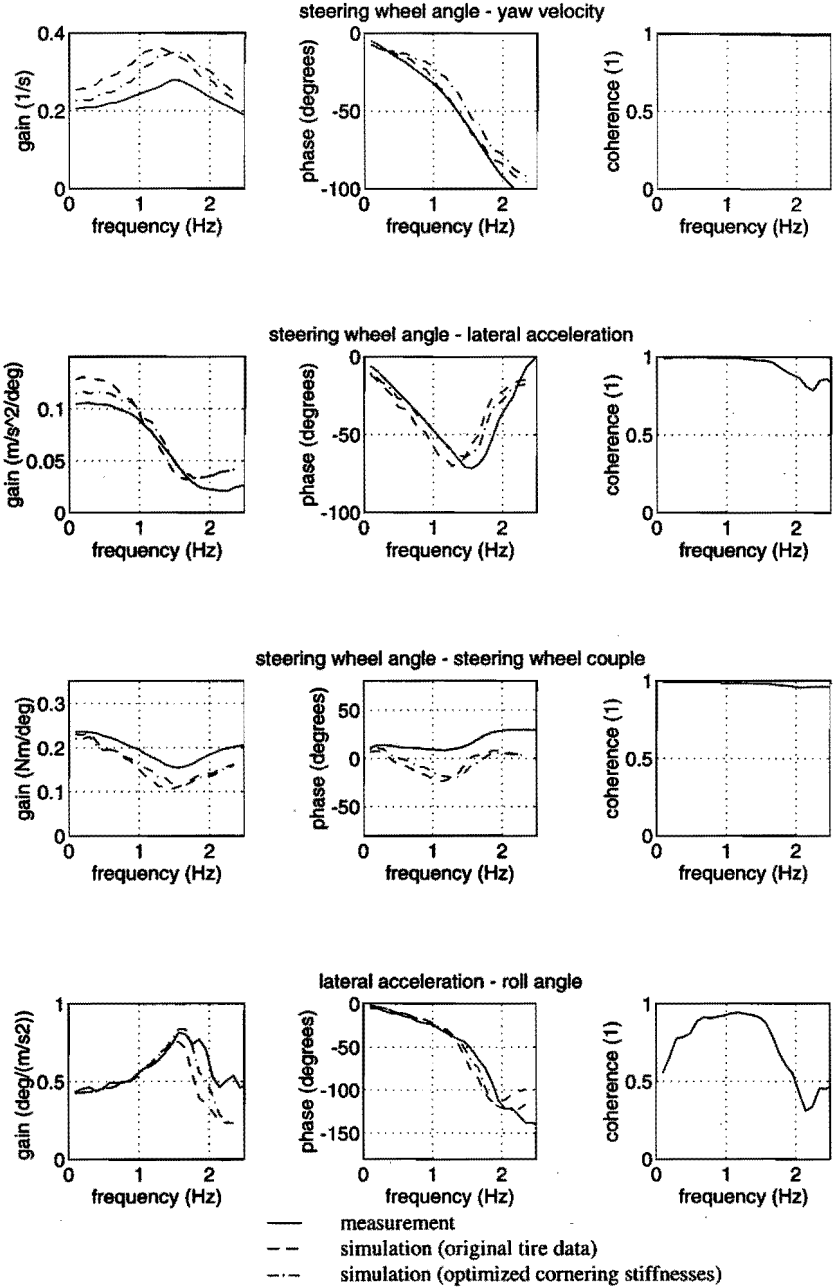 steering wheel angle - yaw velocity
gain (1/s)
0.4
0.2
0
0
1
2
frequency (Hz)
phase (degrees)
0
-50
-100
0
1
2
frequency (Hz)
coherence (1)
1
0.5
0
0
1
2
frequency (Hz)
steering wheel angle - lateral acceleration
gain (m/s^2/deg)
0.1
0.05
0
0
1
2
frequency (Hz)
phase (degrees)
0
-50
-100
0
1
2
frequency (Hz)
coherence (1)
1
0.5
0
0
1
2
frequency (Hz)
steering wheel angle - steering wheel couple
gain (Nm/deg)
0.3
0.2
0.1
0
0
1
2
frequency (Hz)
phase (degrees)
50
0
-50
0
1
2
frequency (Hz)
coherence (1)
1
0.5
0
0
1
2
frequency (Hz)
lateral acceleration - roll angle
gain (deg/(m/s2))
1
0.5
0
0
1
2
frequency (Hz)
phase (degrees)
0
-50
-100
-150
0
1
2
frequency (Hz)
coherence (1)
1
0.5
0
0
1
2
frequency (Hz)
measurement
simulation (original tire data)
simulation (optimized cornering stiffnesses)